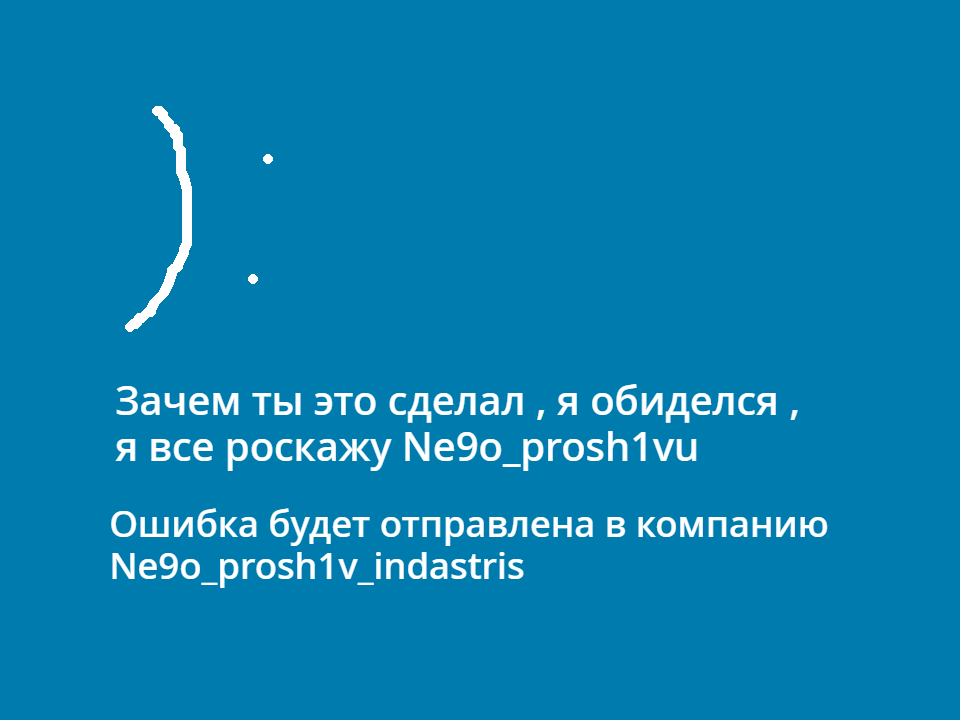 Зачем ты это сделал , я обиделся ,
я все роскажу Ne9o_prosh1vu
Ошибка будет отправлена в компанию
Ne9o_prosh1v_indastris